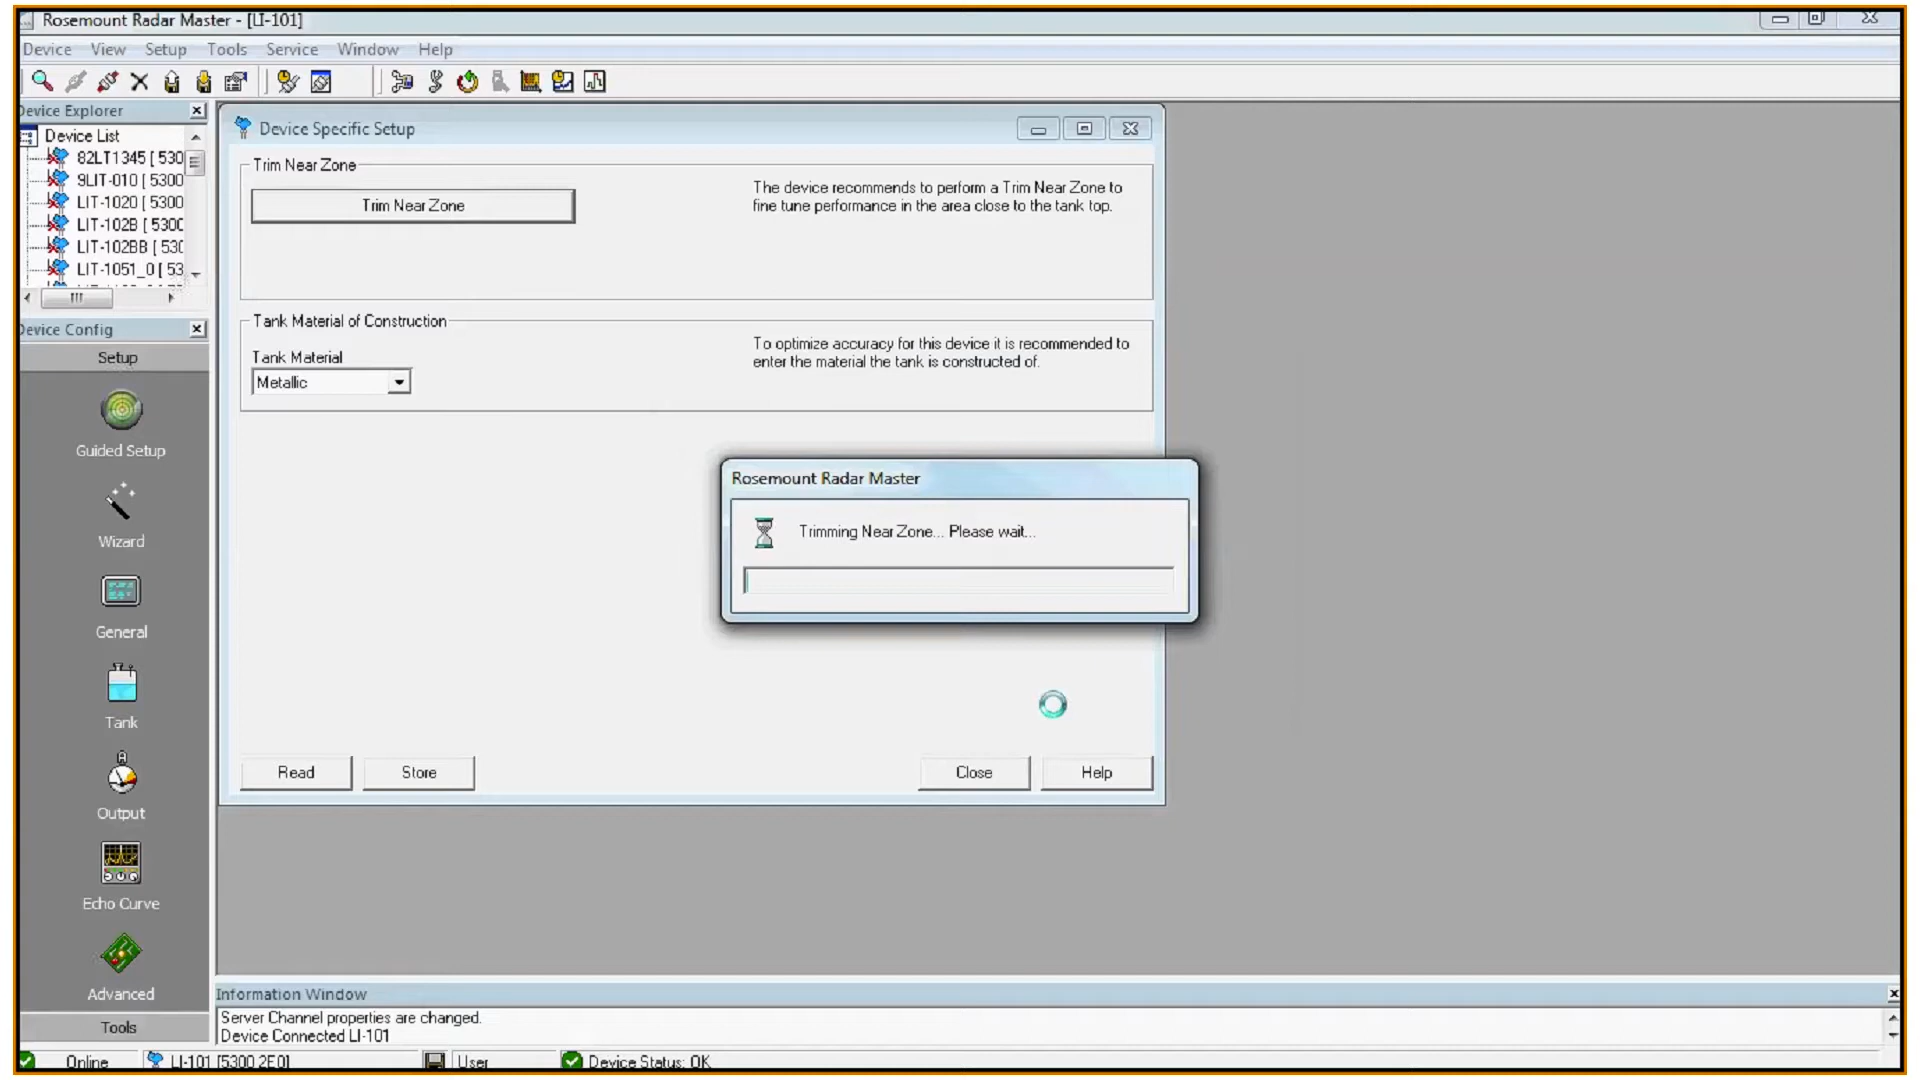 Rosemount Radar Master - [LI-101]
Device View Setup Tools Service Window Help
Device Explorer
Device List
82LT1345 [ 530
9LIT-010 [ 5300
LIT-1020 [ 5300
LIT-102B [ 5300
LIT-102BB [ 530
LIT-1051_0 [ 53
Device Config
Setup
Guided Setup
Wizard
General
Tank
Output
Echo Curve
Advanced
Tools
Device Specific Setup
Trim Near Zone
Trim Near Zone
The device recommends to perform a Trim Near Zone to
fine tune performance in the area close to the tank top.
Tank Material of Construction
Tank Material
Metallic
To optimize accuracy for this device it is recommended to
enter the material the tank is constructed of.
Rosemount Radar Master
Trimming Near Zone... Please wait...
Read Store Close Help
Information Window
Server Channel properties are changed.
Device Connected LI-101
Online LI-101 [5300 2E0] User Device Status: OK